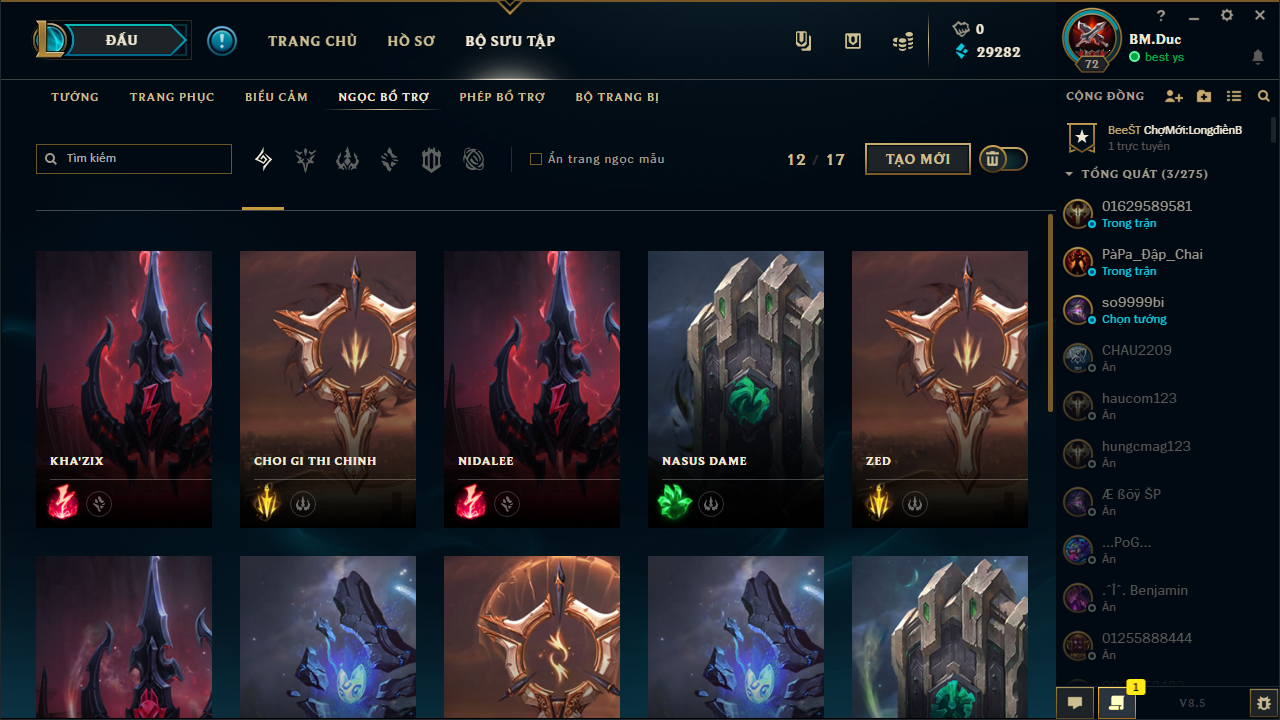 ĐẤU
TRANG CHỦ
HỒ SƠ
BỘ SƯU TẬP
0
29282
?
72
BM.Duc
best ys
TƯỚNG
TRANG PHỤC
BIỂU CẢM
NGỌC BỔ TRỢ
PHÉP BỔ TRỢ
BỘ TRANG BỊ
CỘNG ĐỒNG
Tìm kiếm
Ẩn trang ngọc mẫu
12 / 17
TẠO MỚI
BeeŠT ChợMới:LongđiềnB
1 trực tuyến
TỔNG QUÁT (3/275)
01629589581
Trong trận
PàPa_Đập_Chai
Trong trận
so9999bi
Chọn tướng
CHAU2209
Ẩn
haucom123
Ẩn
hungcmag123
Ẩn
Æ ßöÿ ŠP
Ẩn
...PoG...
Ẩn
.ˆÎˆ. Benjamin
Ẩn
01255888444
Ẩn
KHA'ZIX
CHOI GI THI CHINH
NIDALEE
NASUS DAME
ZED
1
V8.5